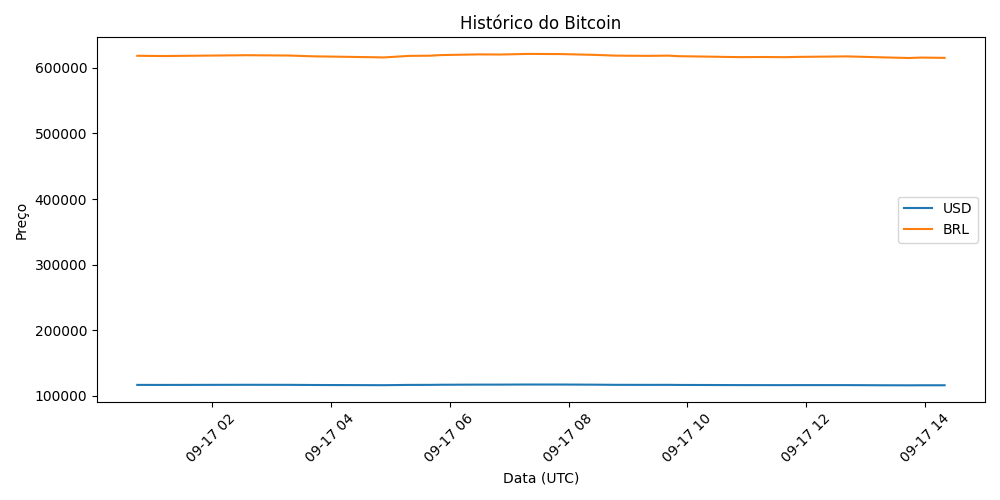 Histórico do Bitcoin
Preço
600000
500000
400000
300000
200000
100000
USD
BRL
09-17 02
09-17 04
09-17 06
09-17 08
09-17 10
09-17 12
09-17 14
Data (UTC)